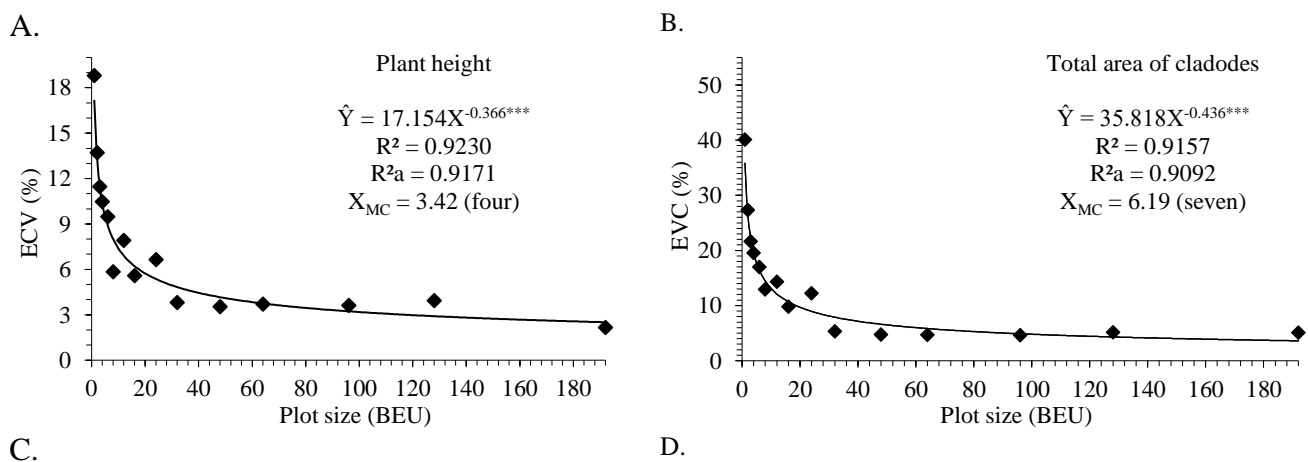 A.
Plant height
Ŷ = 17.154X^-0.366***
R² = 0.9230
R²a = 0.9171
X_MC = 3.42 (four)
ECV (%)
18
15
12
9
6
3
0
0 20 40 60 80 100 120 140 160 180
Plot size (BEU)
B.
Total area of cladodes
Ŷ = 35.818X^-0.436***
R² = 0.9157
R²a = 0.9092
X_MC = 6.19 (seven)
EVC (%)
50
40
30
20
10
0
0 20 40 60 80 100 120 140 160 180
Plot size (BEU)
C.
D.